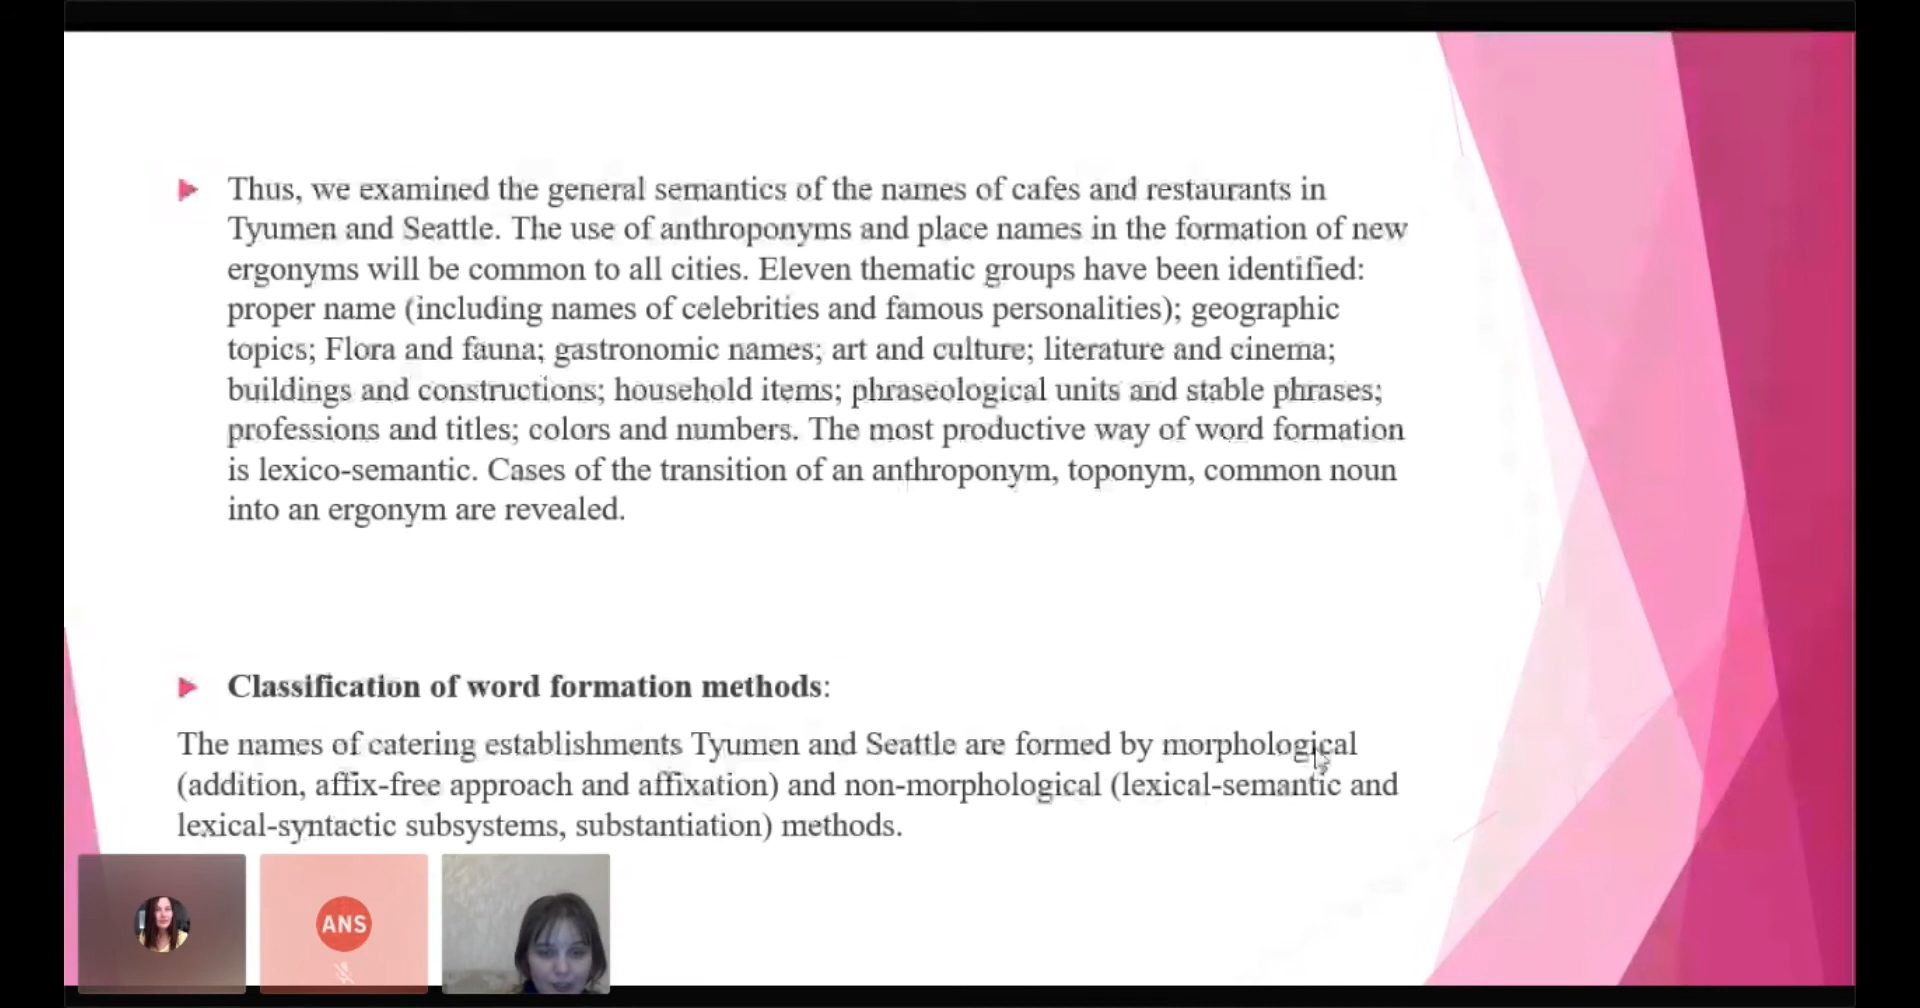 Thus, we examined the general semantics of the names of cafes and restaurants in
Tyumen and Seattle. The use of anthroponyms and place names in the formation of new
ergonyms will be common to all cities. Eleven thematic groups have been identified:
proper name (including names of celebrities and famous personalities); geographic
topics; Flora and fauna; gastronomic names; art and culture; literature and cinema;
buildings and constructions; household items; phraseological units and stable phrases;
professions and titles; colors and numbers. The most productive way of word formation
is lexico-semantic. Cases of the transition of an anthroponym, toponym, common noun
into an ergonym are revealed.
Classification of word formation methods:
The names of catering establishments Tyumen and Seattle are formed by morphological
(addition, affix-free approach and affixation) and non-morphological (lexical-semantic and
lexical-syntactic subsystems, substantiation) methods.
ANS